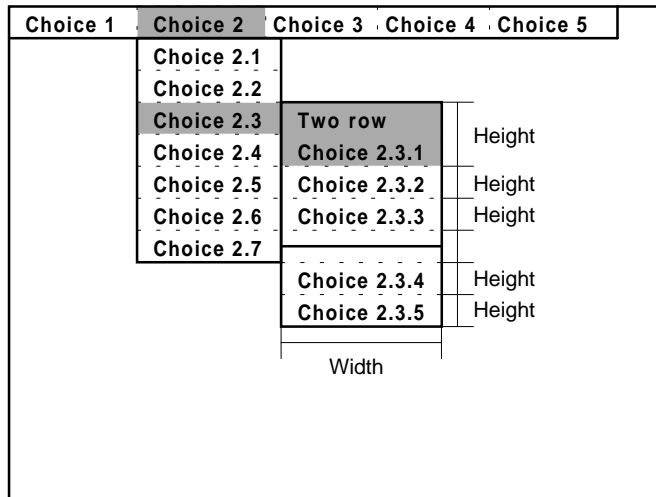 Choice 1 Choice 2 Choice 3 Choice 4 Choice 5
Choice 2.1
Choice 2.2
Choice 2.3
Choice 2.4
Choice 2.5
Choice 2.6
Choice 2.7
Two row
Choice 2.3.1
Choice 2.3.2
Choice 2.3.3
Choice 2.3.4
Choice 2.3.5
Height
Height
Height
Height
Height
Width